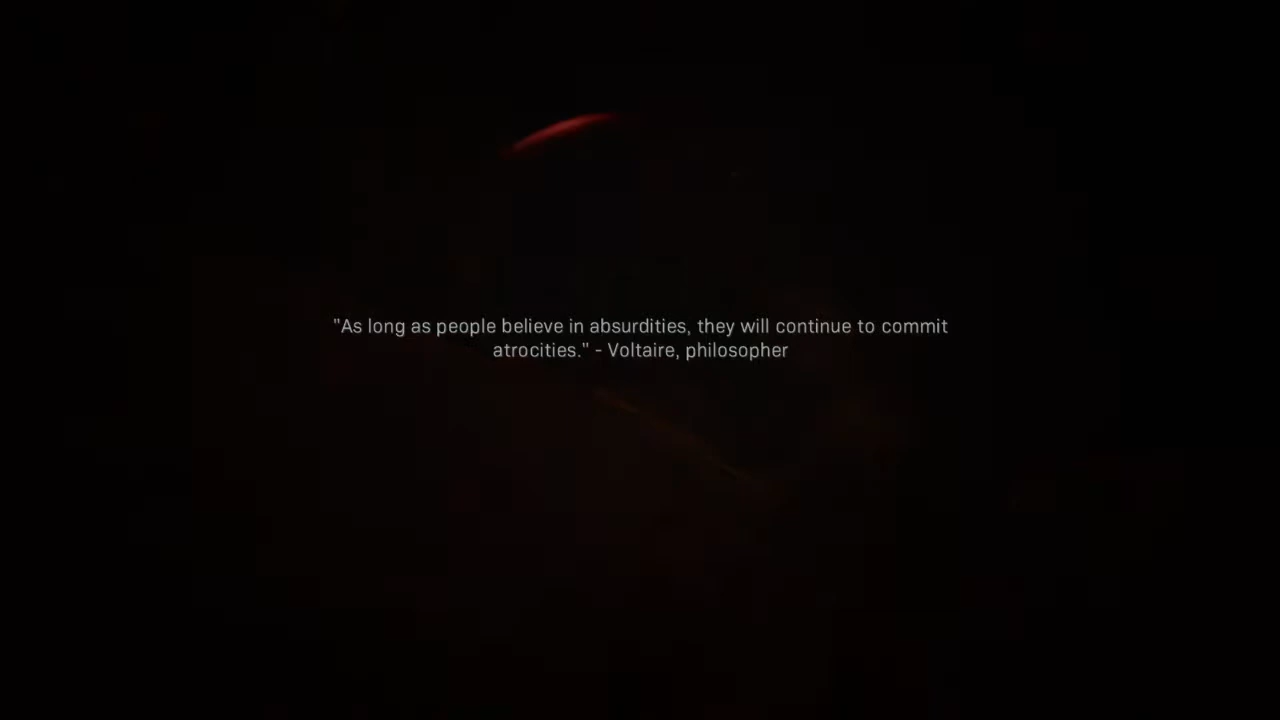 "As long as people believe in absurdities, they will continue to commit
atrocities." - Voltaire, philosopher